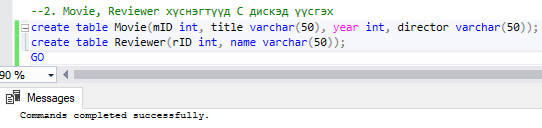 --2. Movie, Reviewer хүснэгтүүд C дискэд үүсгэх
create table Movie(mID int, title varchar(50), year int, director varchar(50));
create table Reviewer(rID int, name varchar(50));
GO
90 %
Messages
Commands completed successfully.